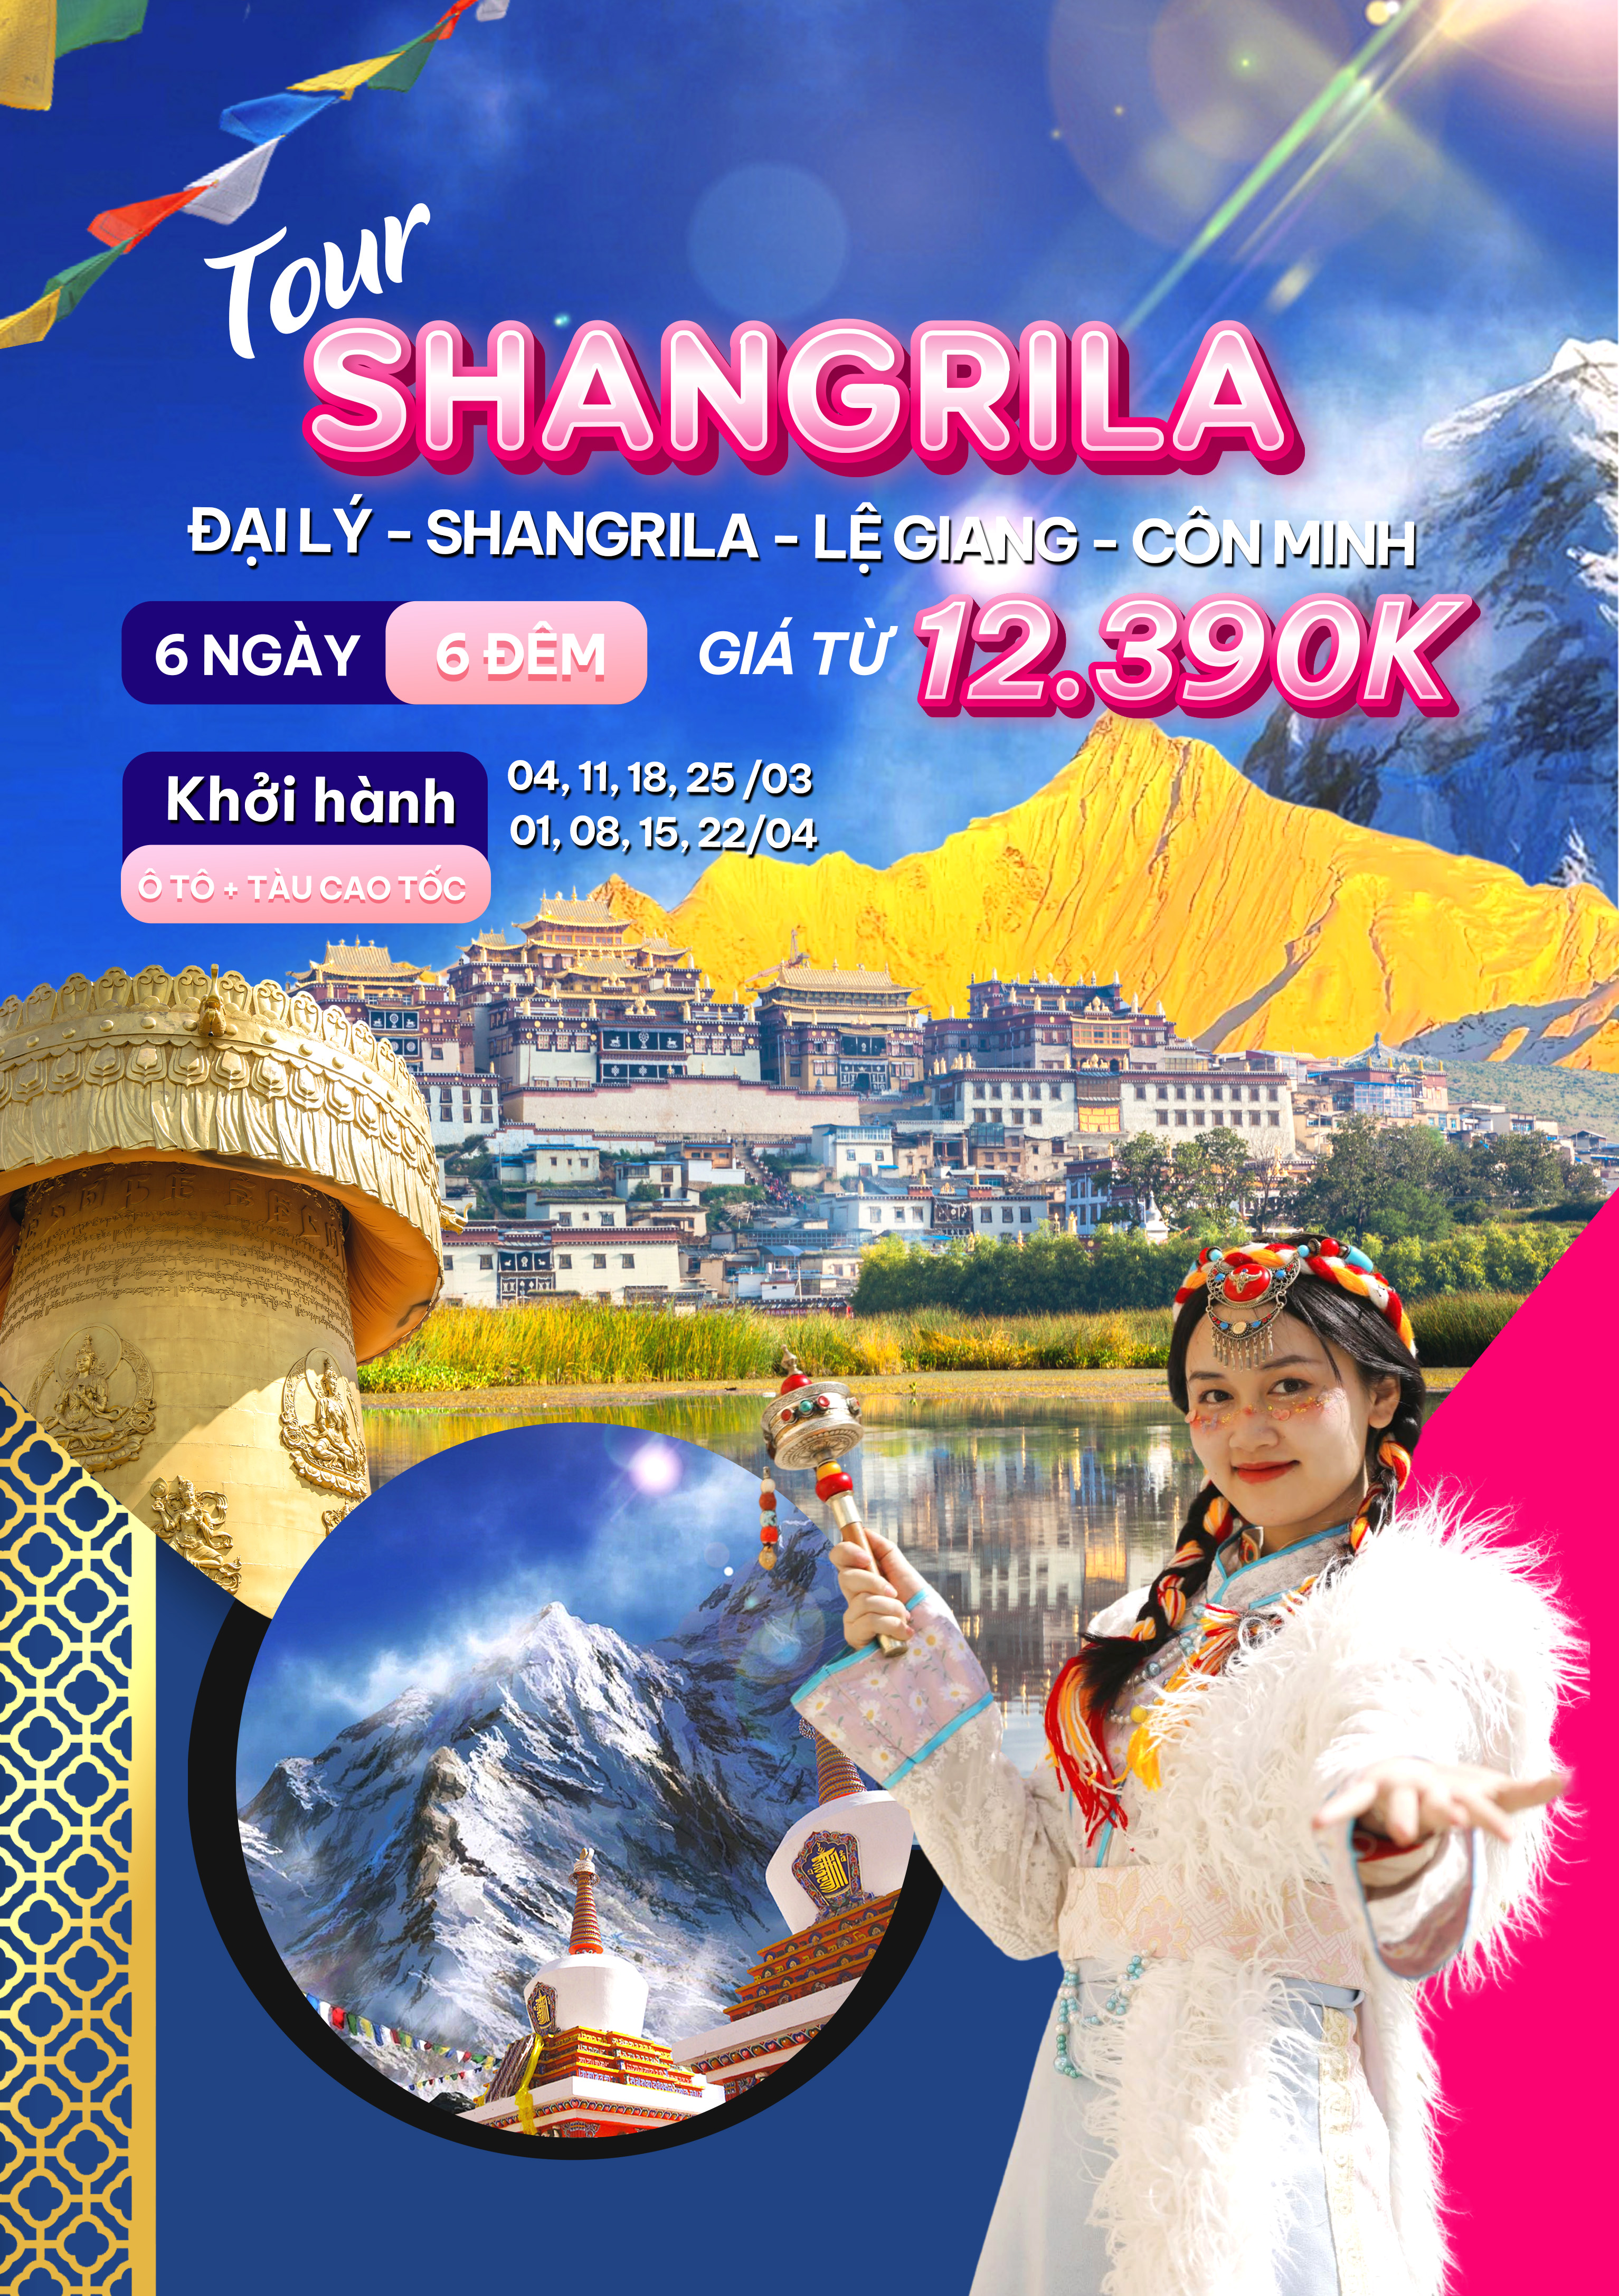 Tour
SHANGRILA
ĐẠI LÝ - SHANGRILA - LỆ GIANG - CÔN MINH
6 NGÀY 6 ĐÊM GIÁ TỪ 12.390K
Khởi hành
04, 11, 18, 25 /03
01, 08, 15, 22/04
Ô TÔ + TÀU CAO TỐC